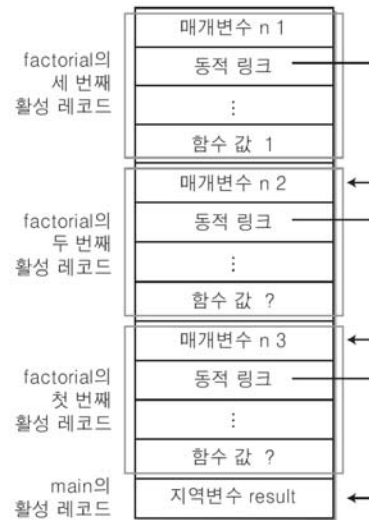 factorial의
세 번째
활성 레코드
매개변수 n 1
동적 링크
⋮
함수 값 1
factorial의
두 번째
활성 레코드
매개변수 n 2
동적 링크
⋮
함수 값 ?
factorial의
첫 번째
활성 레코드
매개변수 n 3
동적 링크
⋮
함수 값 ?
main의
활성 레코드
지역변수 result